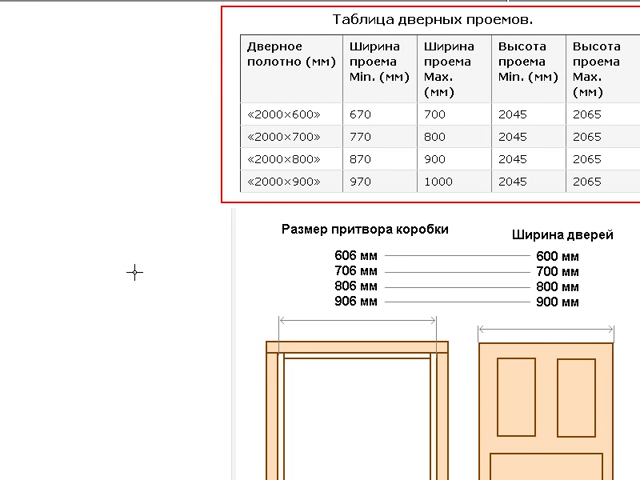 Таблица дверных проемов.
Дверное полотно (мм) Ширина проема Min. (мм) Ширина проема Max. (мм) Высота проема Min. (мм) Высота проема Max. (мм)
«2000×600» 670 700 2045 2065
«2000×700» 770 800 2045 2065
«2000×800» 870 900 2045 2065
«2000×900» 970 1000 2045 2065
Размер притвора коробки Ширина дверей
606 мм 600 мм
706 мм 700 мм
806 мм 800 мм
906 мм 900 мм